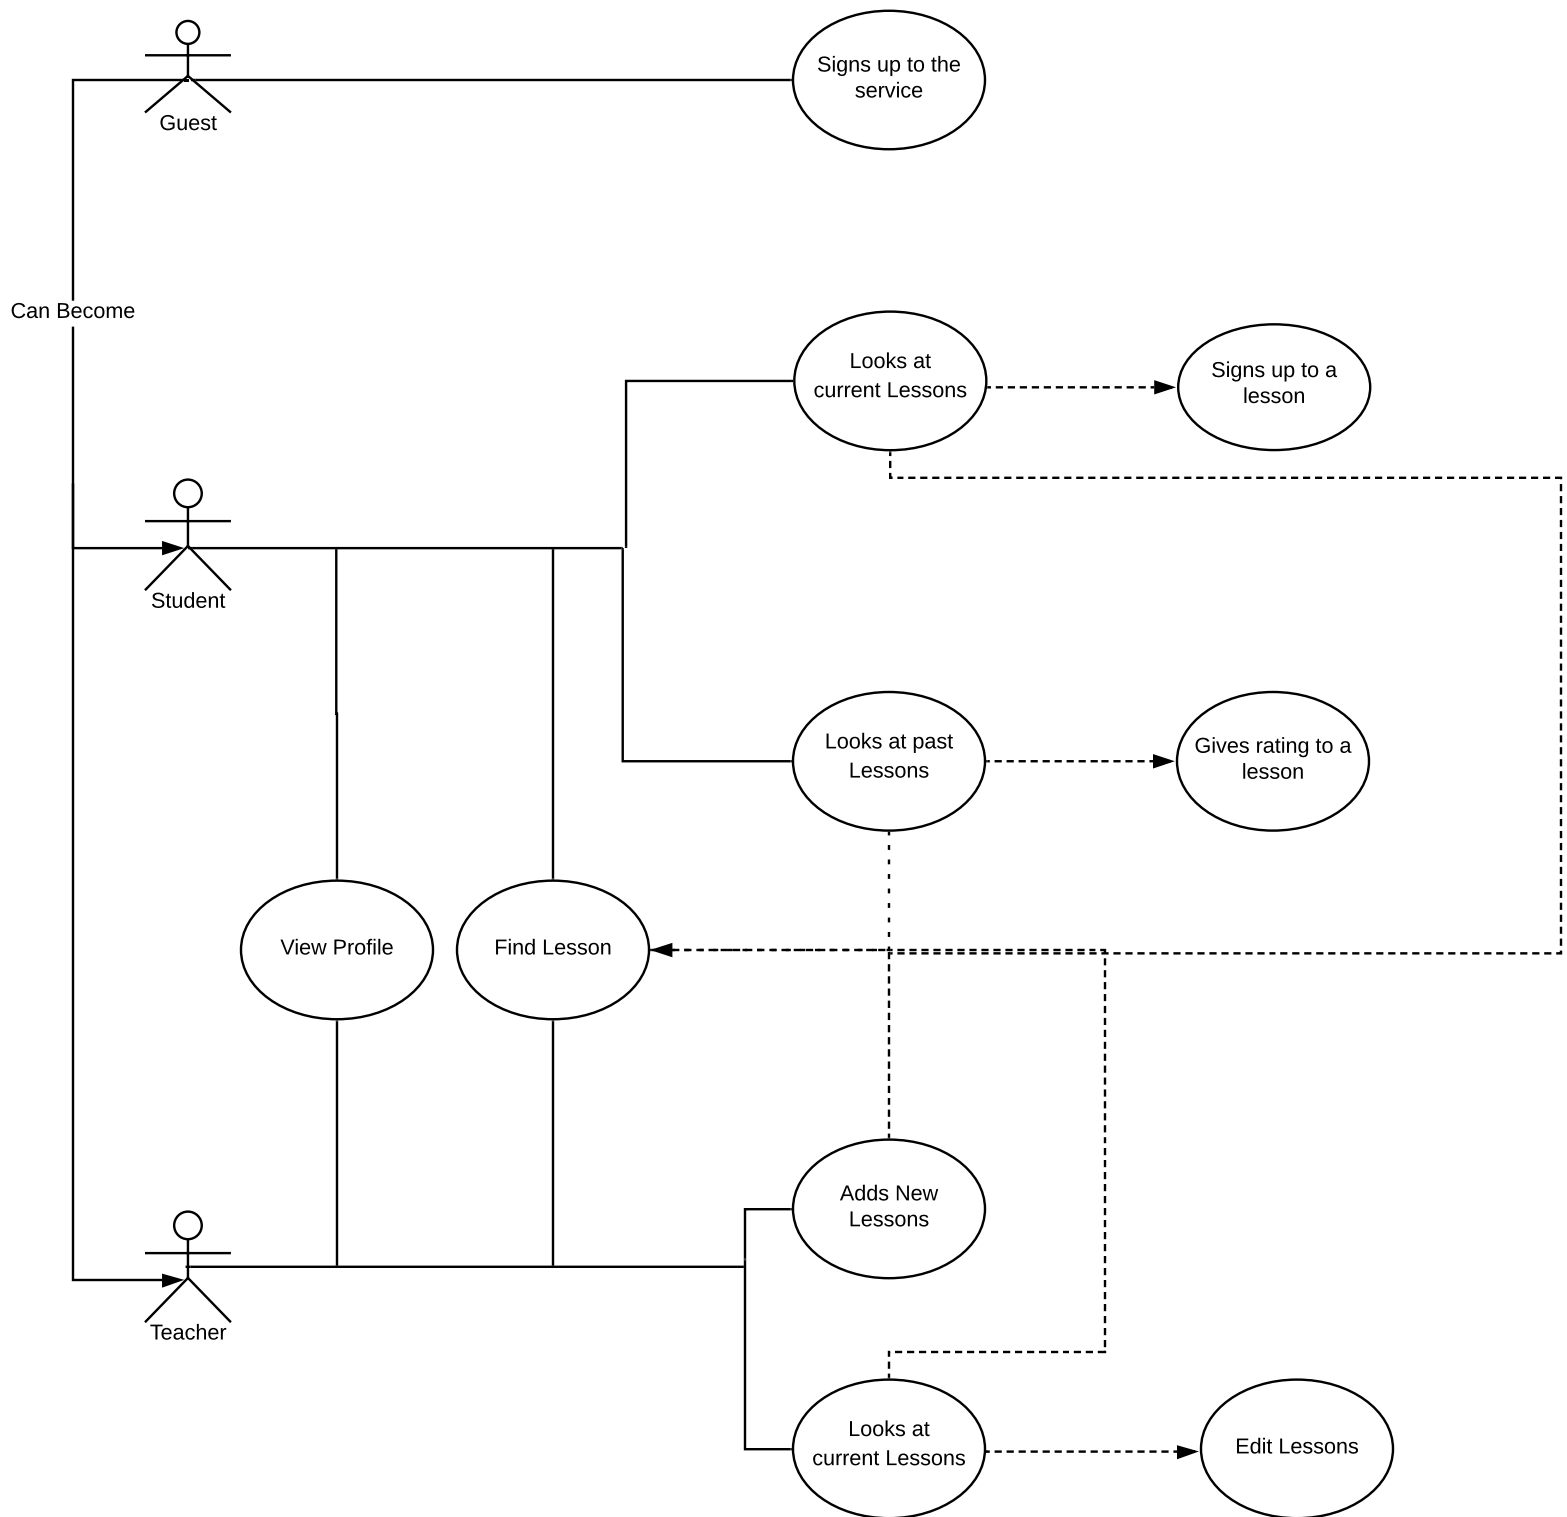 Signs up to the
service
Guest
Can Become
Looks at
current Lessons
Signs up to a
lesson
Student
Looks at past
Lessons
Gives rating to a
lesson
View Profile
Find Lesson
Adds New
Lessons
Teacher
Looks at
current Lessons
Edit Lessons